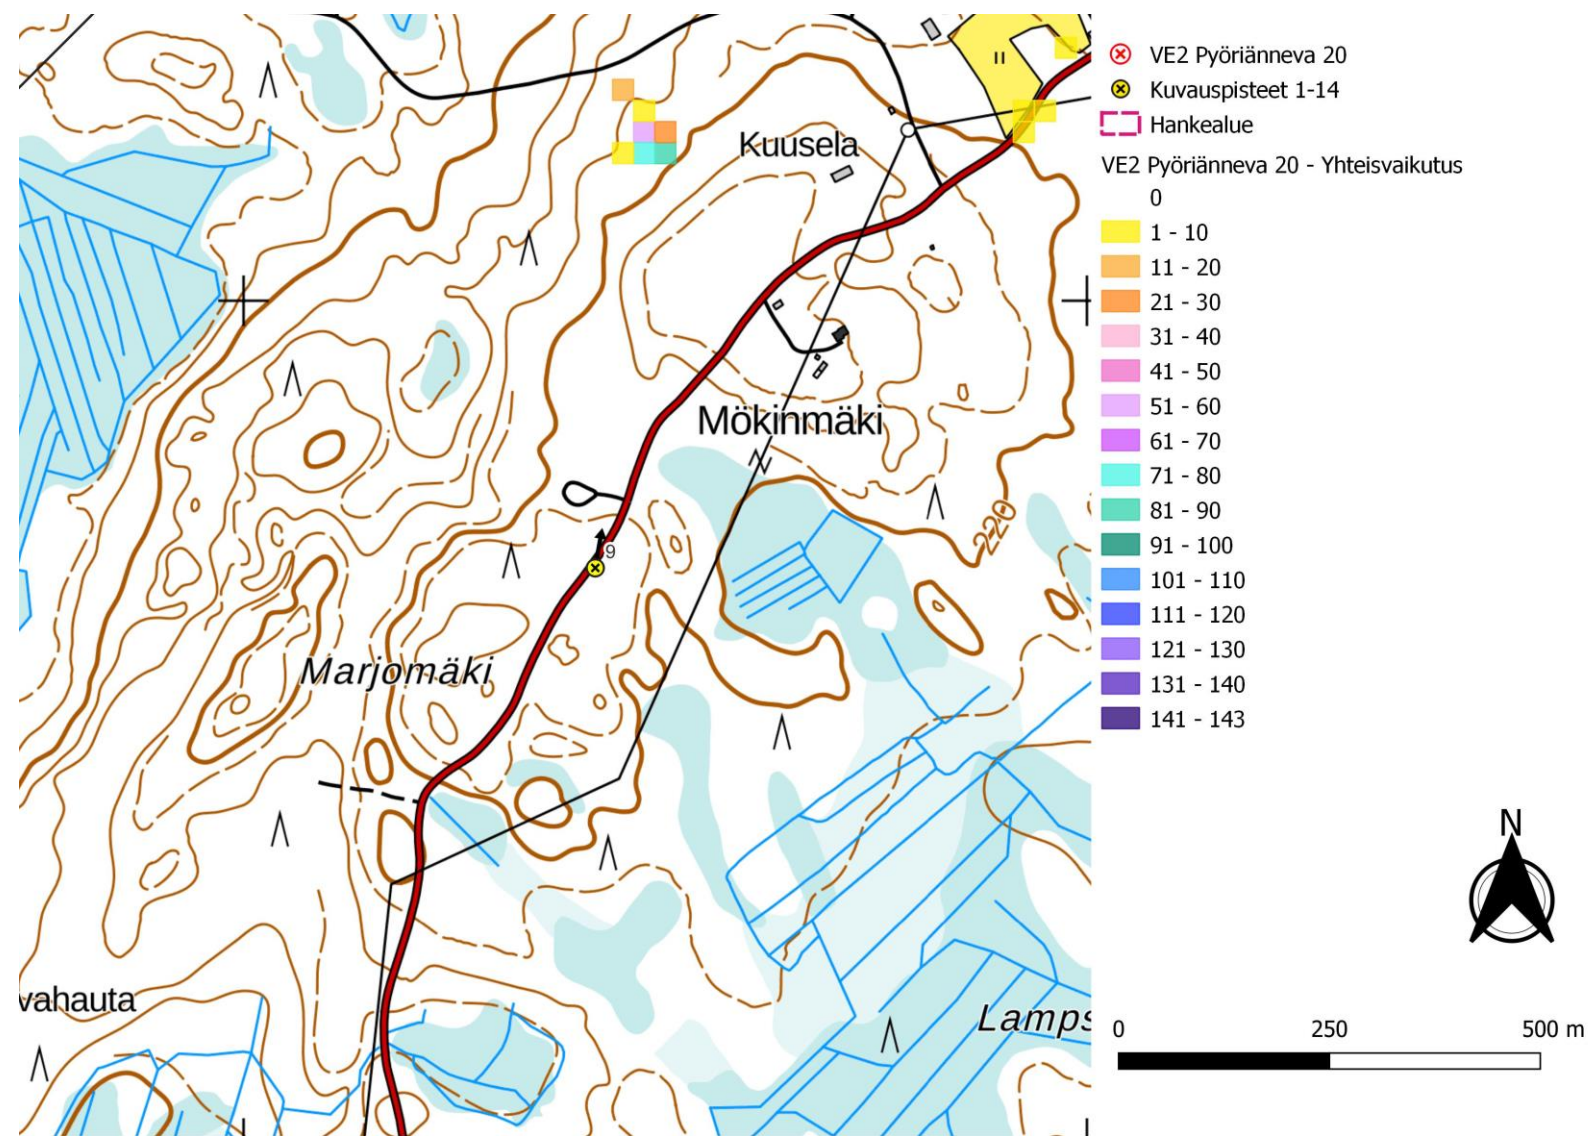 Kuusela
Mökinmäki
220
9
Marjomäki
vahauta
Lamps
VE2 Pyöriänneva 20
Kuvauspisteet 1-14
Hankealue
VE2 Pyöriänneva 20 - Yhteisvaikutus
0
1 - 10
11 - 20
21 - 30
31 - 40
41 - 50
51 - 60
61 - 70
71 - 80
81 - 90
91 - 100
101 - 110
111 - 120
121 - 130
131 - 140
141 - 143
N
0 250 500 m